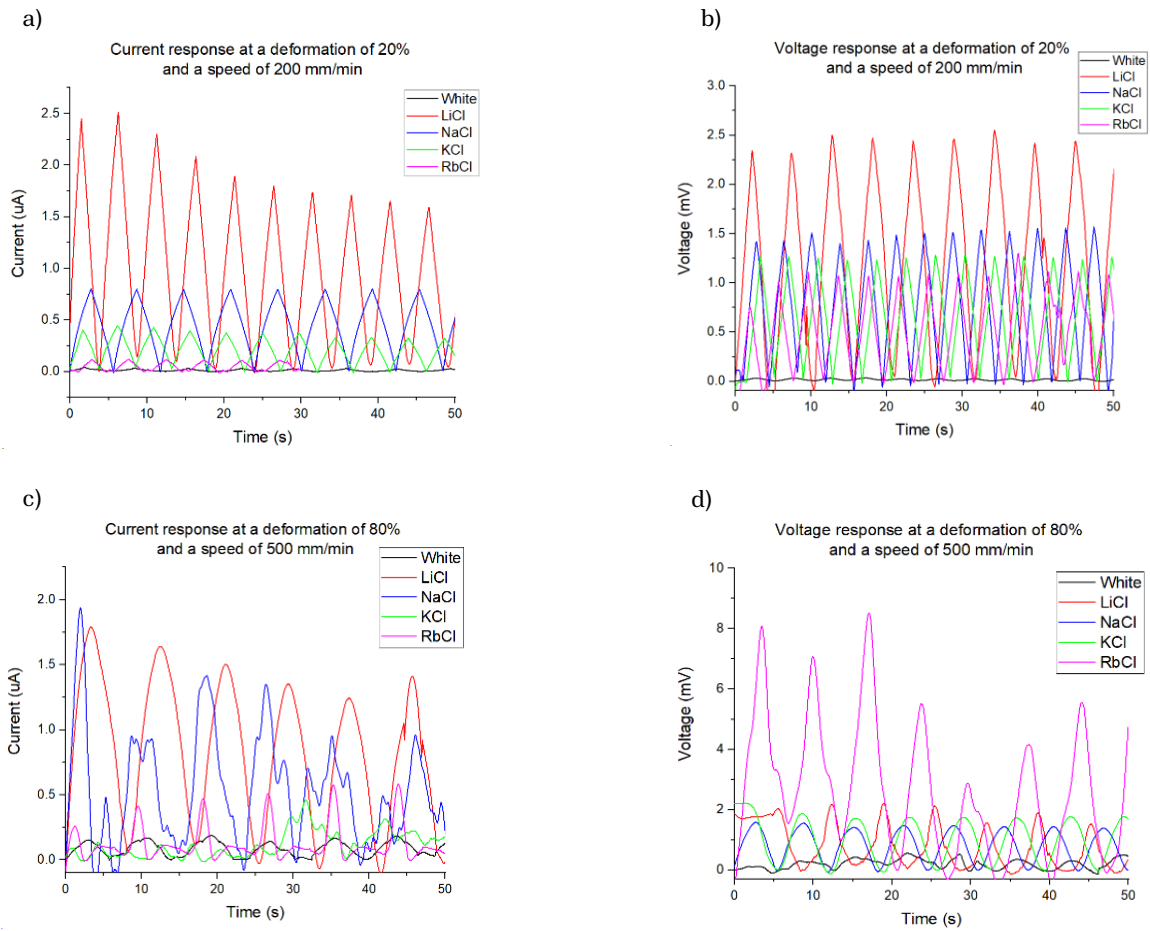 a)
Current response at a deformation of 20%
and a speed of 200 mm/min
White
LiCl
NaCl
KCl
RbCl
2.5
2.0
1.5
1.0
0.5
0.0
Current (uA)
0 10 20 30 40 50
Time (s)
b)
Voltage response at a deformation of 20%
and a speed of 200 mm/min
White
LiCl
NaCl
KCl
RbCl
3.0
2.5
2.0
1.5
1.0
0.5
0.0
Voltage (mV)
0 10 20 30 40 50
Time (s)
c)
Current response at a deformation of 80%
and a speed of 500 mm/min
White
LiCl
NaCl
KCl
RbCl
2.0
1.5
1.0
0.5
0.0
Current (uA)
0 10 20 30 40 50
Time (s)
d)
Voltage response at a deformation of 80%
and a speed of 500 mm/min
White
LiCl
NaCl
KCl
RbCl
10
8
6
4
2
0
Voltage (mV)
0 10 20 30 40 50
Time (s)